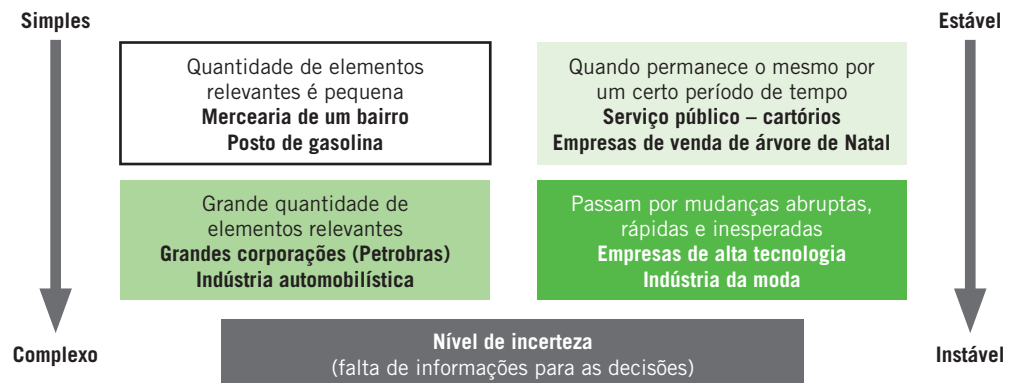 Simples
Estável
Quantidade de elementos
relevantes é pequena
Mercearia de um bairro
Posto de gasolina
Quando permanece o mesmo por
um certo período de tempo
Serviço público – cartórios
Empresas de venda de árvore de Natal
Grande quantidade de
elementos relevantes
Grandes corporações (Petrobras)
Indústria automobilística
Passam por mudanças abruptas,
rápidas e inesperadas
Empresas de alta tecnologia
Indústria da moda
Complexo
Instável
Nível de incerteza
(falta de informações para as decisões)